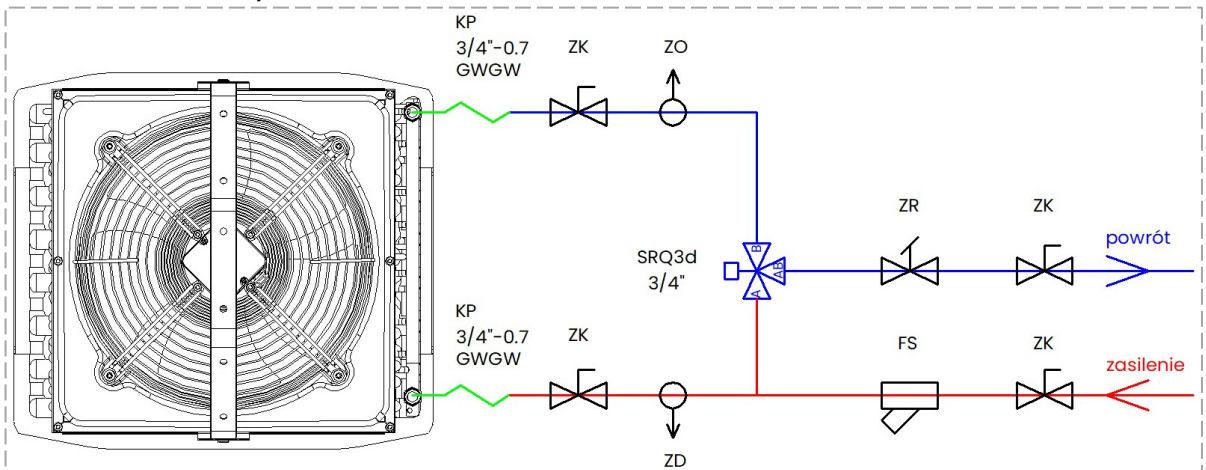 KP
3/4"-0.7
GWGW
ZK
ZO
SRQ3d
3/4"
B
AB
A
ZR
ZK
powrót
KP
3/4"-0.7
GWGW
ZK
ZD
FS
ZK
zasilenie